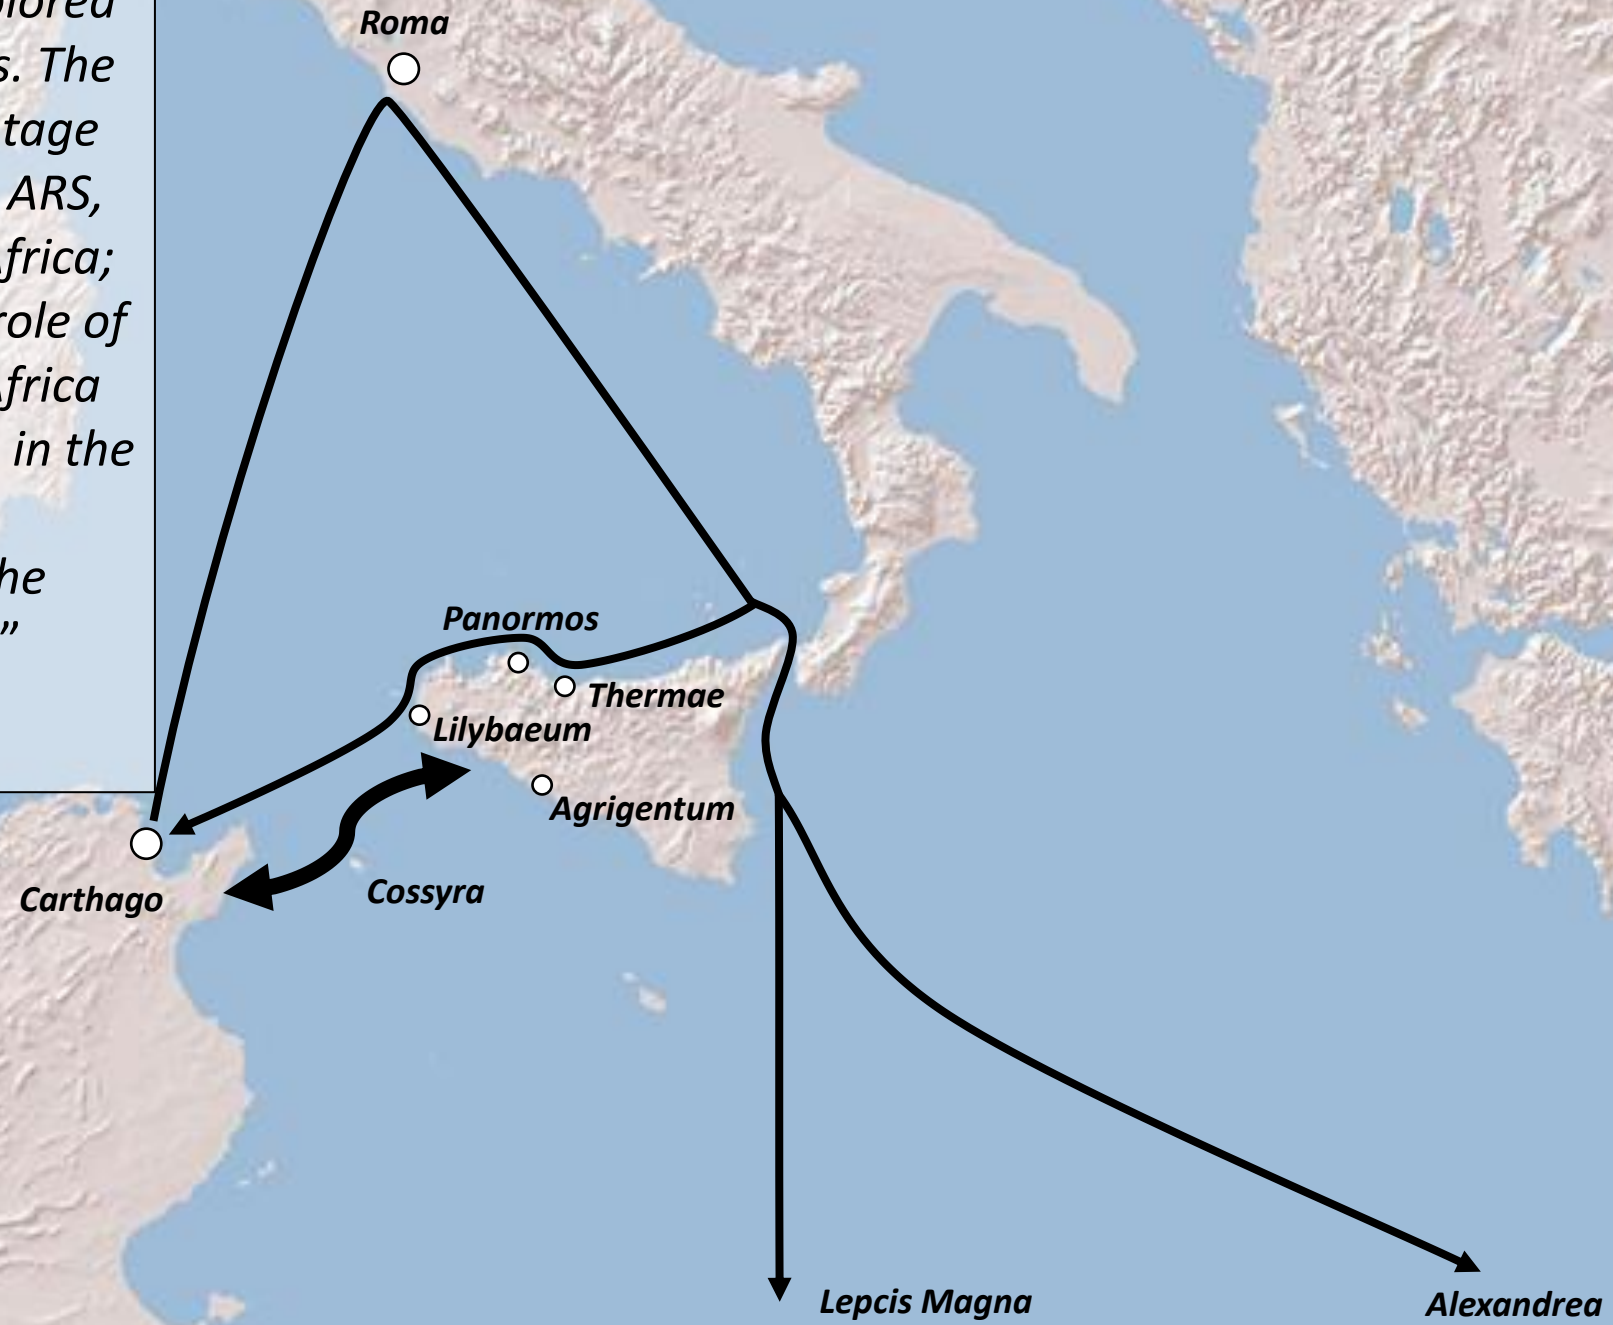 s. The
tage
ARS,
frica;
role of
frica
in the
he
”
Roma
Panormos
Thermae
Lilybaeum
Agrigentum
Carthago
Cossyra
Lepcis Magna
Alexandrea